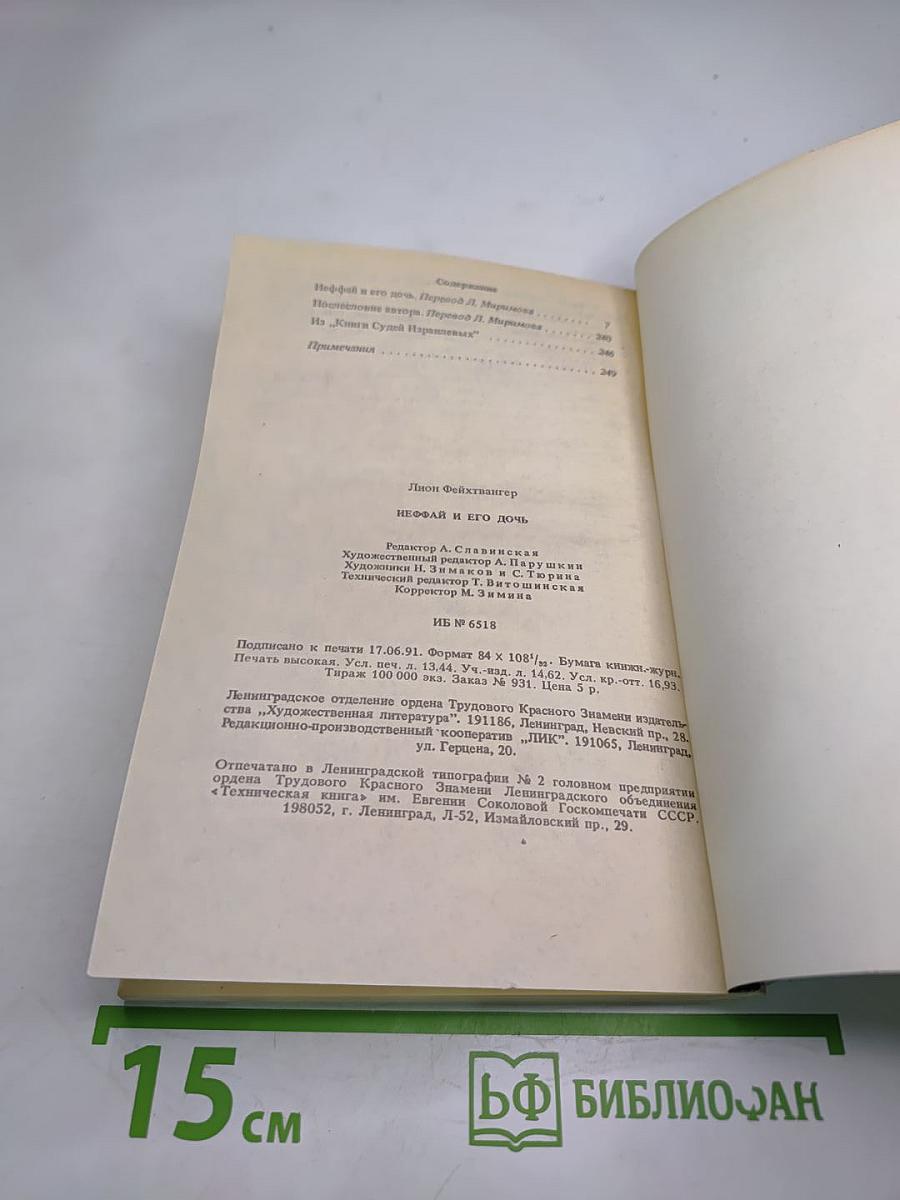 Содержание
Иеффай и его дочь. Перевод Л. Миримова . . . . . . . 7
Послесловие автора. Перевод Л. Миримова . . . . . . . 240
Из „Книги Судей Израилевых" . . . . . . . . . . . . . 246
Примечания . . . . . . . . . . . . . . . . . . . . . . . . . . . . . 249
Лион Фейхтвангер
ИЕФФАЙ И ЕГО ДОЧЬ
Редактор А. Славинская
Художественный редактор А. Парушкин
Художники Н. Зимаков и С. Тюрина
Технический редактор Т. Витошинская
Корректор М. Зимина
ИБ № 6518
Подписано к печати 17.06.91. Формат 84 × 108¹/₃₂. Бумага книжн.-журн.
Печать высокая. Усл. печ. л. 13,44. Уч.-изд. л. 14,62. Усл. кр.-отт. 16,93.
Тираж 100 000 экз. Заказ № 931. Цена 5 р.
Ленинградское отделение ордена Трудового Красного Знамени издатель-
ства „Художественная литература". 191186, Ленинград, Невский пр., 28.
Редакционно-производственный кооператив „ЛИК". 191065, Ленинград,
ул. Герцена, 20.
Отпечатано в Ленинградской типографии № 2 головном предприятии
ордена Трудового Красного Знамени Ленинградского объединения
«Техническая книга» им. Евгении Соколовой Госкомпечати СССР.
198052, г. Ленинград, Л-52, Измайловский пр., 29.
15 см
БФ БИБЛИОФАН